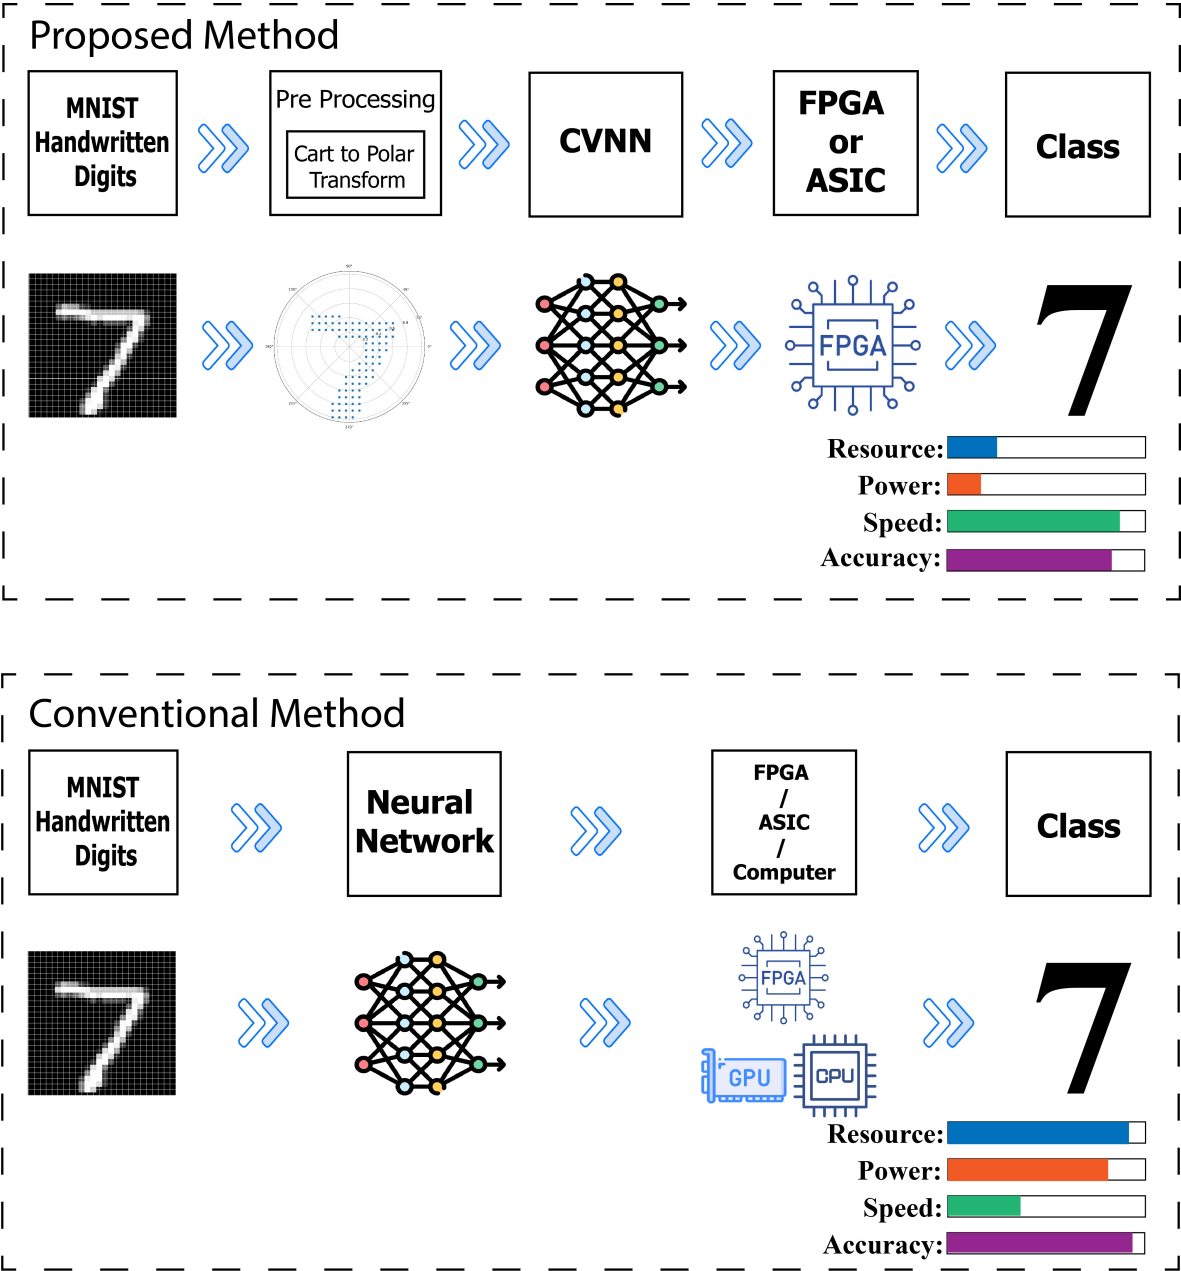 Proposed Method
MNIST
Handwritten
Digits
Pre Processing
Cart to Polar
Transform
CVNN
FPGA
or
ASIC
Class
FPGA
7
Resource:
Power:
Speed:
Accuracy:
Conventional Method
MNIST
Handwritten
Digits
Neural
Network
FPGA
/
ASIC
/
Computer
Class
FPGA
GPU
CPU
7
Resource:
Power:
Speed:
Accuracy: